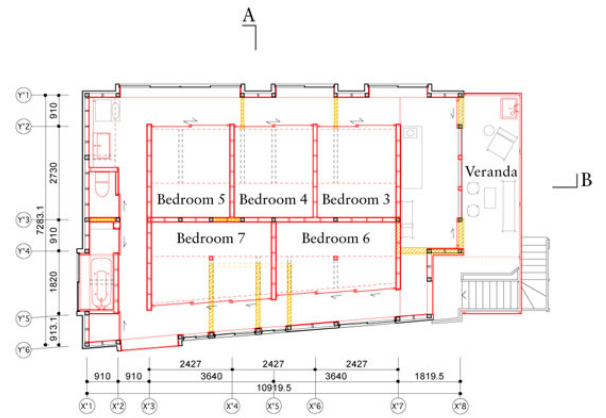 A
Y"1
910
Y"2
2730
7283.1
Veranda
B
Bedroom 5
Bedroom 4
Bedroom 3
Y"3
910
Bedroom 7
Bedroom 6
Y"4
1820
Y"5
913.1
Y"6
2427
2427
2427
910
910
3640
3640
1819.5
10919.5
X"1
X"2
X"3
X"4
X"5
X"6
X"7
X"8